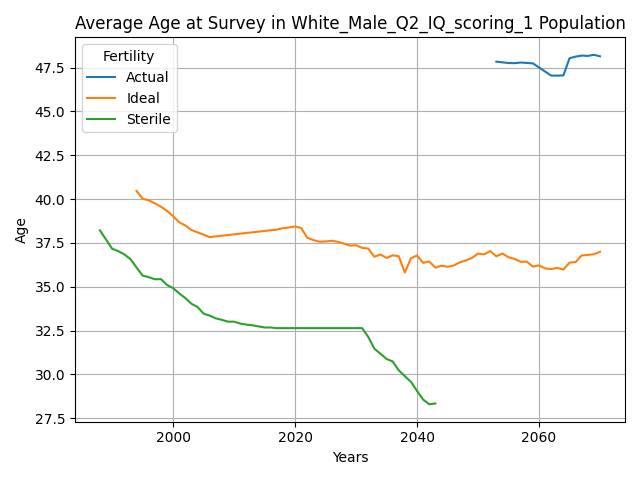 Average Age at Survey in White_Male_Q2_IQ_scoring_1 Population
Fertility
Actual
Ideal
Sterile
47.5
45.0
42.5
40.0
37.5
35.0
32.5
30.0
27.5
Age
2000
2020
2040
2060
Years